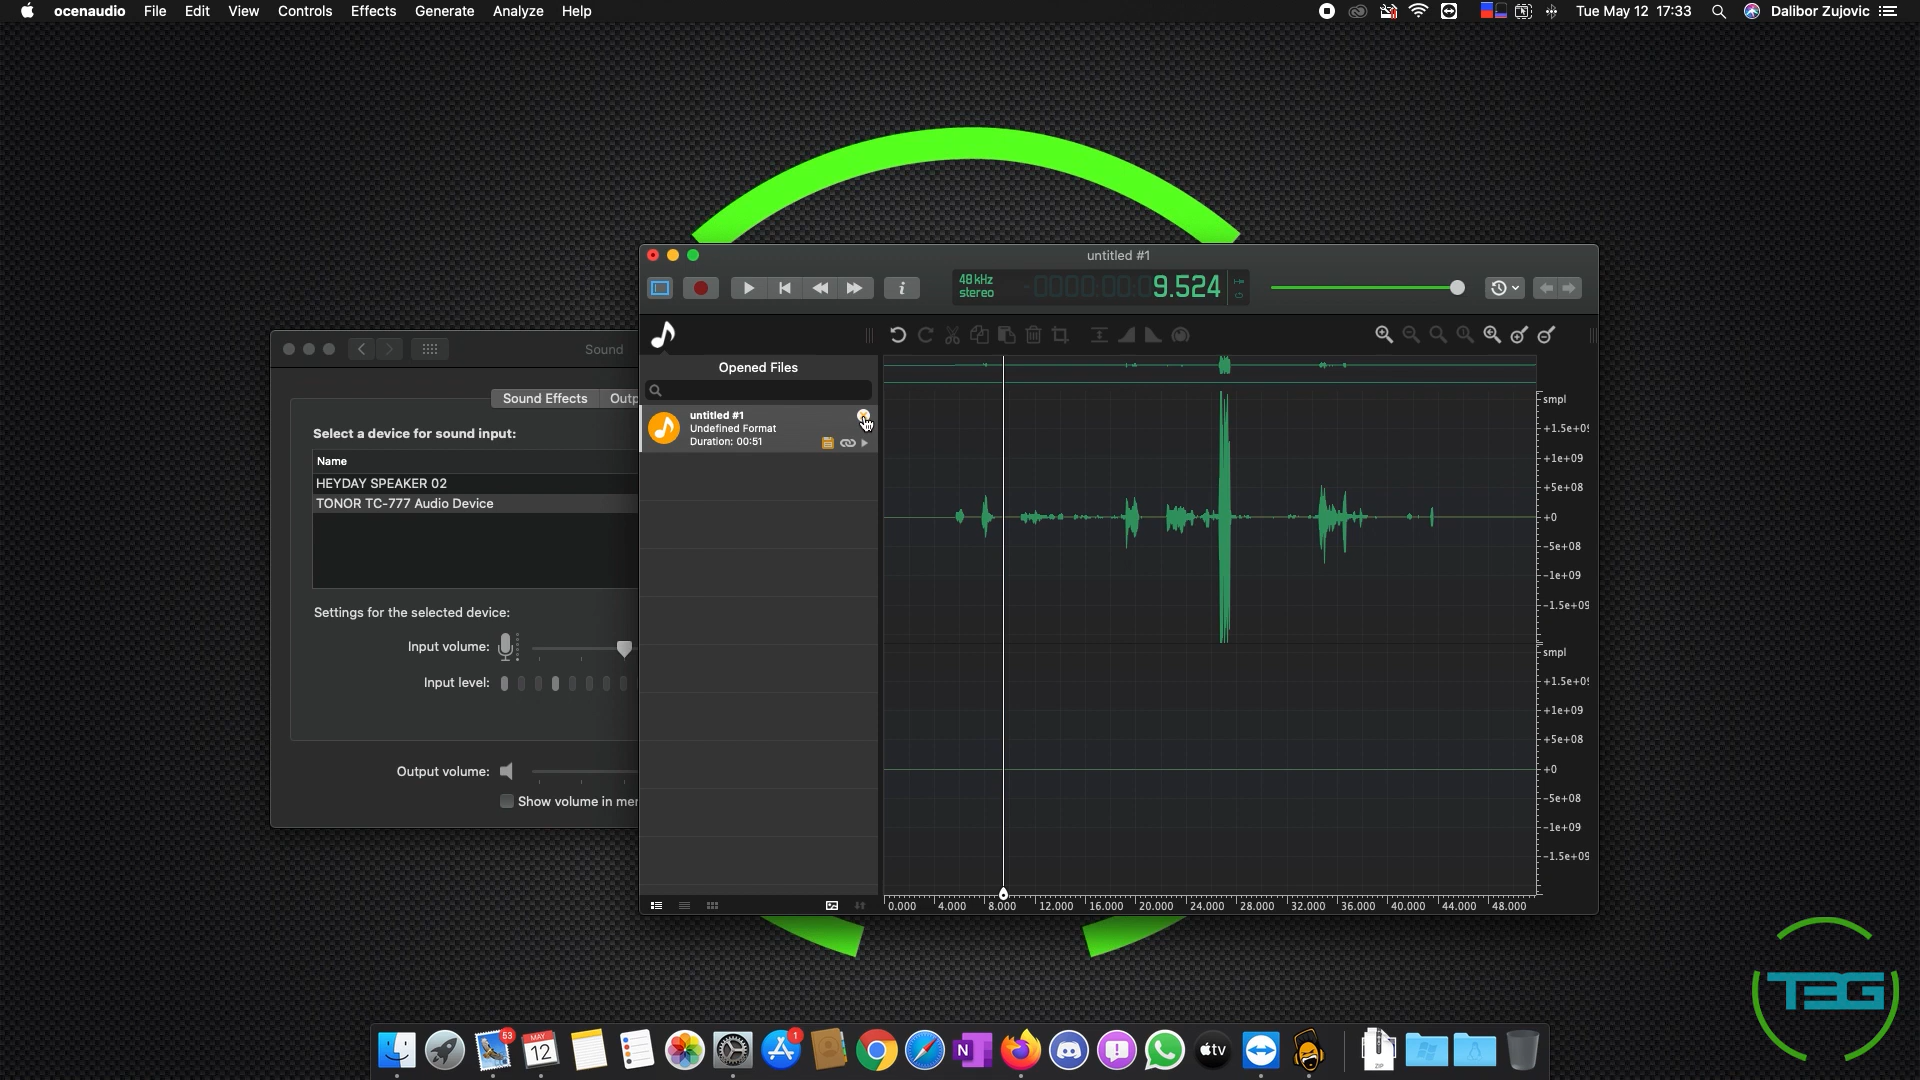 ocenaudio File Edit View Controls Effects Generate Analyze Help
Tue May 12 17:33 Dalibor Zujovic
untitled #1
48 kHz
stereo
9.524
Sound
Opened Files
Sound Effects Outp
untitled #1
Undefined Format
Duration: 00:51
Select a device for sound input:
Name
HEYDAY SPEAKER 02
TONOR TC-777 Audio Device
Settings for the selected device:
Input volume:
Input level:
Output volume:
Show volume in mer
smpl
+1.5e+09
+1e+09
+5e+08
+0
-5e+08
-1e+09
-1.5e+09
smpl
+1.5e+09
+1e+09
+5e+08
+0
-5e+08
-1e+09
-1.5e+09
0.000 4.000 8.000 12.000 16.000 20.000 24.000 28.000 32.000 36.000 40.000 44.000 48.000
53
MAY
12
1
N
tv
ZIP